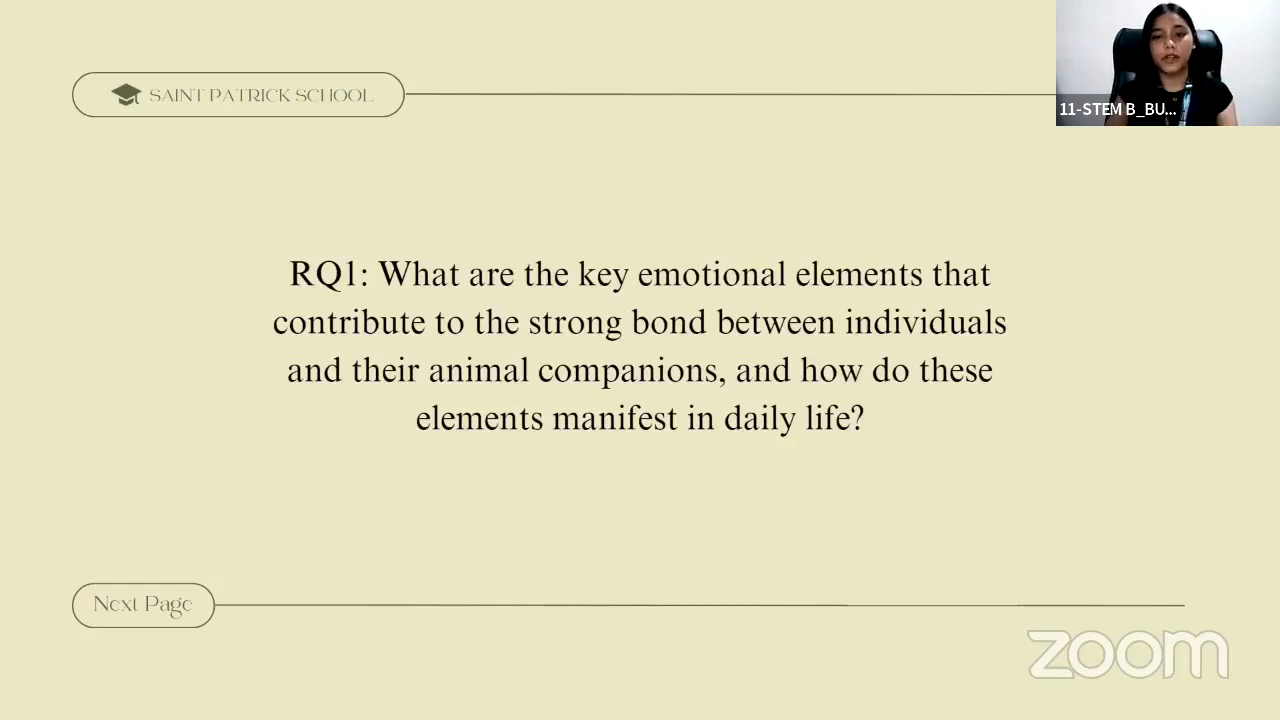 SAINT PATRICK SCHOOL
11-STEM B_BU...
RQ1: What are the key emotional elements that
contribute to the strong bond between individuals
and their animal companions, and how do these
elements manifest in daily life?
Next Page
zoom